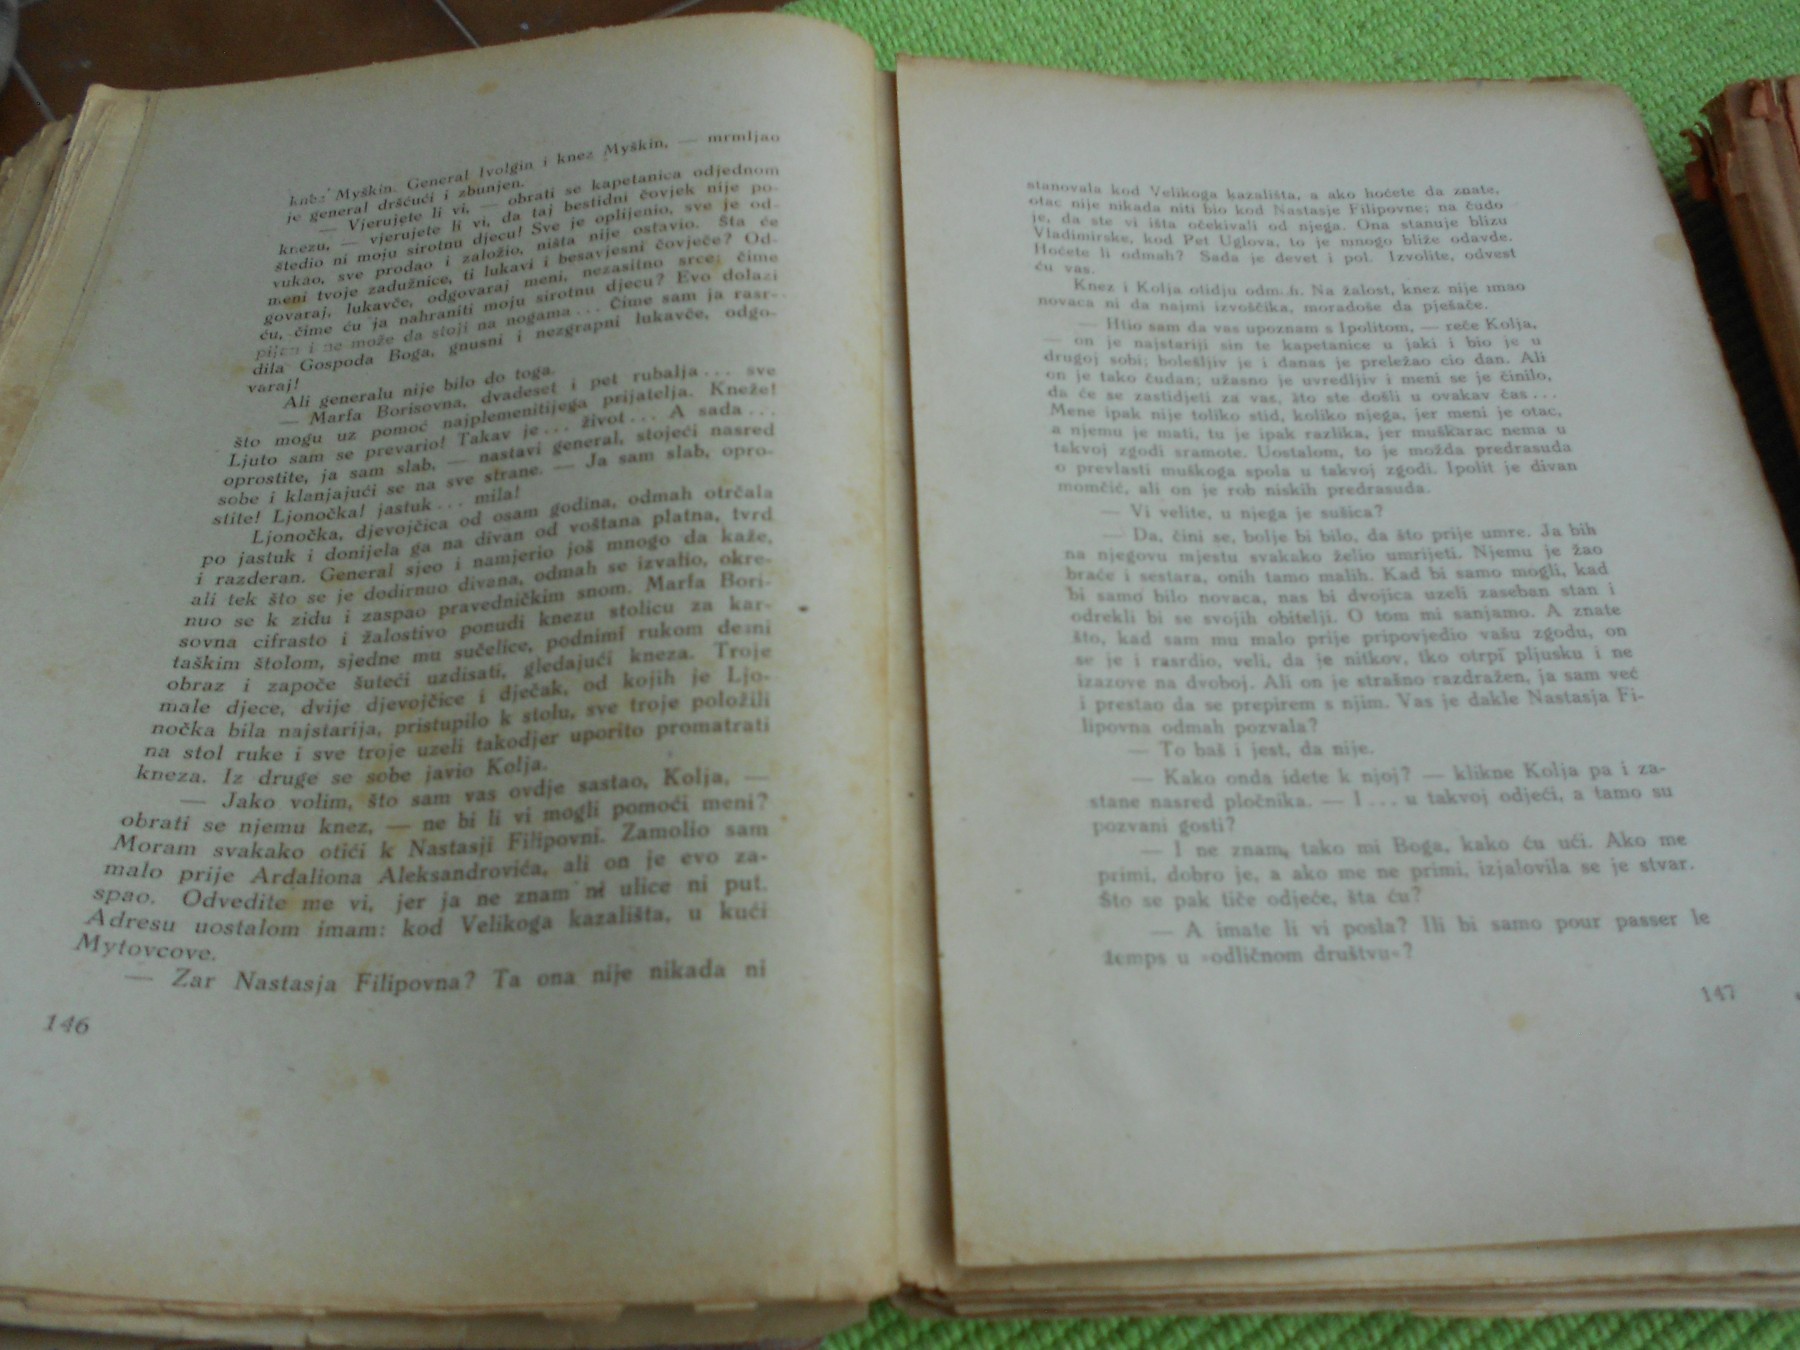 knez Myškin. General Ivolgin i knez Myškin, — mrmljao
je general dršćući i zbunjen.
— Vjerujete li vi, — obrati se kapetanica odjednom
knezu, — vjerujete li vi, da taj bestidni čovjek nije po-
štedio ni moju sirotnu djecu! Sve je oplijenio, sve je od-
vukao, sve prodao i založio, ništa nije ostavio. Šta će
meni tvoje zadužnice, ti lukavi i besavjesni čovječe? Od-
govaraj, lukavče, odgovaraj meni, nezasitno srce; čime
ću, čime ću ja nahraniti moju sirotnu djecu? Evo dolazi
pijan i ne može da stoji na nogama... Čime sam ja rasr-
dila Gospoda Boga, gnusni i nezgrapni lukavče, odgo-
varaj!
Ali generalu nije bilo do toga.
— Marfa Borisovna, dvadeset i pet rubalja... sve
što mogu uz pomoć najplemenitijega prijatelja. Kneže!
Ljuto sam se prevario! Takav je... život... A sada...
oprostite, ja sam slab, — nastavi general, stojeći nasred
sobe i klanjajući se na sve strane. — Ja sam slab, opro-
stite! Ljonočka! jastuk... mila!
Ljonočka, djevojčica od osam godina, odmah otrčala
po jastuk i donijela ga na divan od voštana platna, tvrd
i razderan. General sjeo i namjerio još mnogo da kaže,
ali tek što se je dodirnuo divana, odmah se izvalio, okre-
nuo se k zidu i zaspao pravedničkim snom. Marfa Bori-
sovna cifrasto i žalostivo ponudi knezu stolicu za kar-
taškim štolom, sjedne mu sučelice, podnimi rukom desni
obraz i započe šuteći uzdisati, gledajući kneza. Troje
male djece, dvije djevojčice i dječak, od kojih je Ljo-
nočka bila najstarija, pristupilo k stolu, sve troje položili
na stol ruke i sve troje uzeli takodjer uporito promatrati
kneza. Iz druge se sobe javio Kolja.
— Jako volim, što sam vas ovdje sastao, Kolja, —
obrati se njemu knez, — ne bi li vi mogli pomoći meni?
Moram svakako otići k Nastasji Filipovni. Zamolio sam
malo prije Ardaliona Aleksandrovića, ali on je evo za-
spao. Odvedite me vi, jer ja ne znam ni ulice ni put.
Adresu uostalom imam: kod Velikoga kazališta, u kući
Mytovcove.
— Zar Nastasja Filipovna? Ta ona nije nikada ni
146
stanovala kod Velikoga kazališta, a ako hoćete da znate,
otac nije nikada niti bio kod Nastasje Filipovne; na čudo
je, da ste vi išta očekivali od njega. Ona stanuje blizu
Vladimirske, kod Pet Uglova, to je mnogo bliže odavde.
Hoćete li odmah? Sada je devet i pol. Izvolite, odvest
ću vas.
Knez i Kolja otidju odmah. Na žalost, knez nije imao
novaca ni da najmi izvoščika, moradoše da pješače.
— Htio sam da vas upoznam s Ipolitom, — reče Kolja,
— on je najstariji sin te kapetanice u jaki i bio je u
drugoj sobi; bolešljiv je i danas je preležao cio dan. Ali
on je tako čudan; užasno je uvredljiv i meni se je činilo,
da će se zastidjeti za vas, što ste došli u ovakav čas...
Mene ipak nije toliko stid, koliko njega, jer meni je otac,
a njemu je mati, tu je ipak razlika, jer muškarac nema u
takvoj zgodi sramote. Uostalom, to je možda predrasuda
o prevlasti muškoga spola u takvoj zgodi. Ipolit je divan
momčić, ali on je rob niskih predrasuda.
— Vi velite, u njega je sušica?
— Da, čini se, bolje bi bilo, da što prije umre. Ja bih
na njegovu mjestu svakako želio umrijeti. Njemu je žao
braće i sestara, onih tamo malih. Kad bi samo mogli, kad
bi samo bilo novaca, nas bi dvojica uzeli zaseban stan i
odrekli bi se svojih obitelji. O tom mi sanjamo. A znate
što, kad sam mu malo prije pripovjedio vašu zgodu, on
se je i rasrdio, veli, da je nitkov, tko otrpi pljusku i ne
izazove na dvoboj. Ali on je strašno razdražen, ja sam već
i prestao da se prepirem s njim. Vas je dakle Nastasja Fi-
lipovna odmah pozvala?
— To baš i jest, da nije.
— Kako onda idete k njoj? — klikne Kolja pa i za-
stane nasred pločnika. — I... u takvoj odjeći, a tamo su
pozvani gosti?
— I ne znam, tako mi Boga, kako ću ući. Ako me
primi, dobro je, a ako me ne primi, izjalovila se je stvar.
Što se pak tiče odjeće, šta ću?
— A imate li vi posla? Ili bi samo pour passer le
žemps u »odličnom društvu«?
147